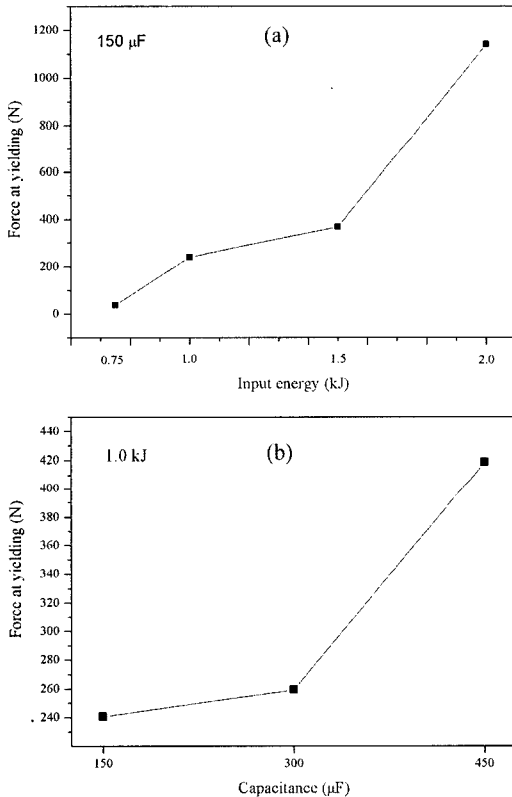 150 μF
(a)
1200
1000
800
600
400
200
0
Force at yielding (N)
0.75 1.0 1.5 2.0
Input energy (kJ)
1.0 kJ
(b)
440
420
400
380
360
340
320
300
280
260
240
Force at yielding (N)
150 300 450
Capacitance (μF)